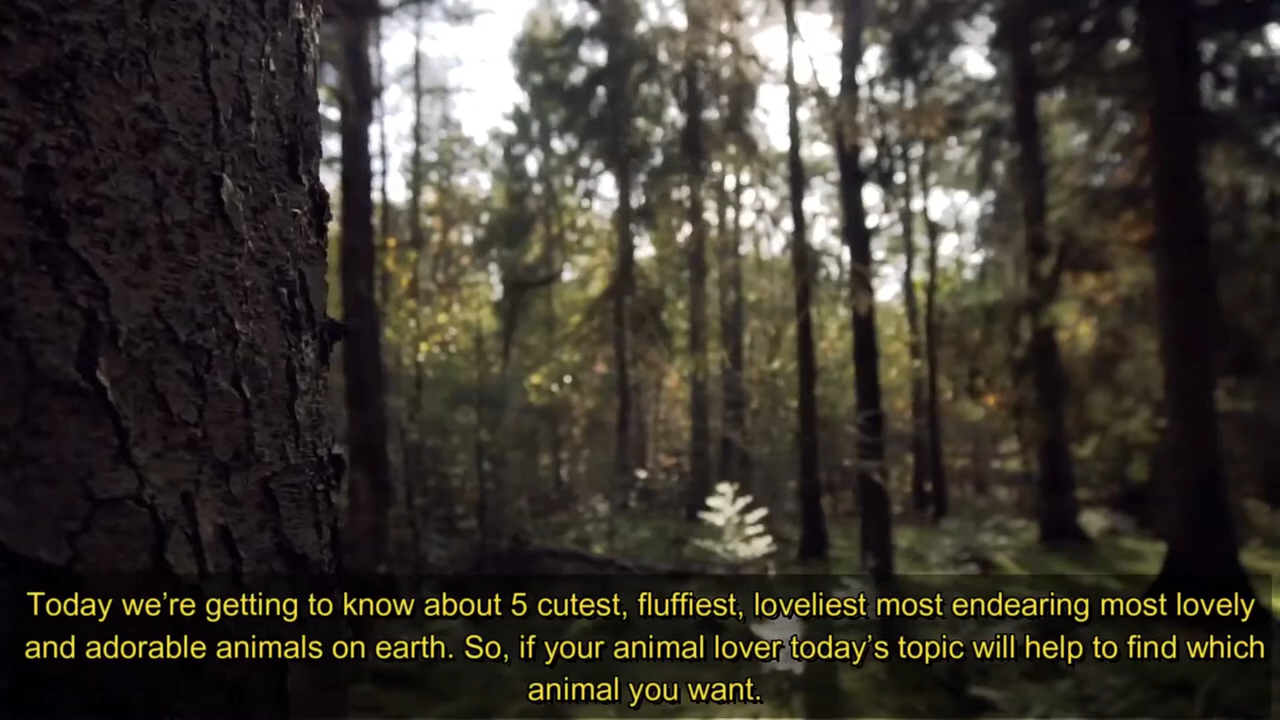 Today we’re getting to know about 5 cutest, fluffiest, loveliest most endearing most lovely
and adorable animals on earth. So, if your animal lover today’s topic will help to find which
animal you want.